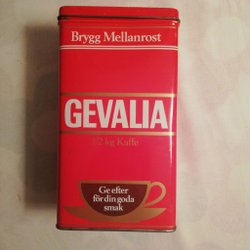 Brygg Mellanrost
GEVALIA
1/2 kg Kaffe
Ge efter
för din goda
smak